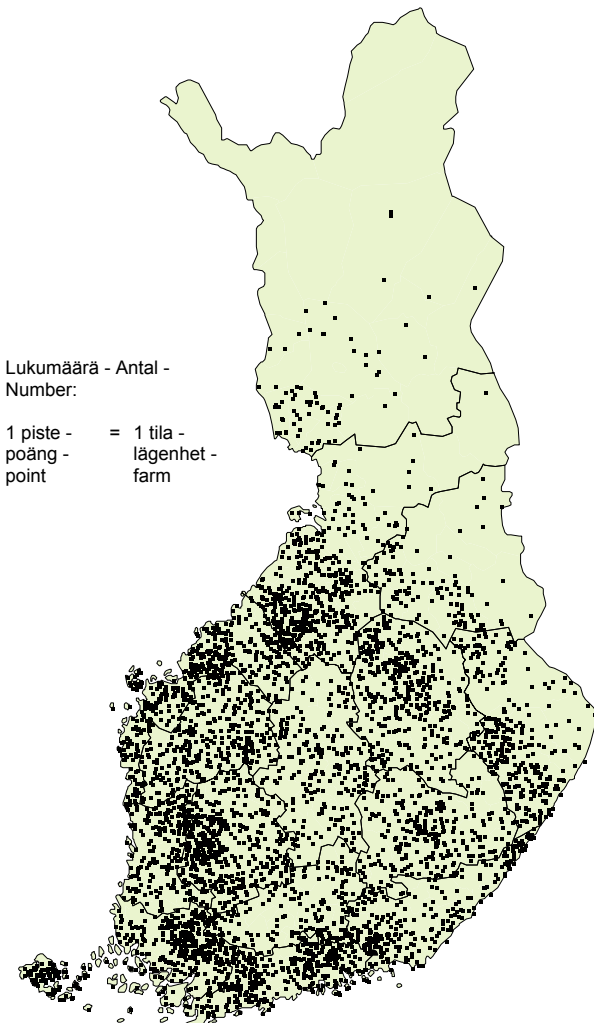 Lukumäärä - Antal -
Number:
1 piste - = 1 tila -
poäng - lägenhet -
point farm